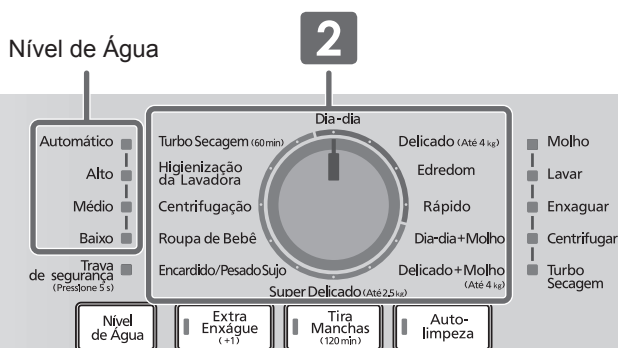 2
Nível de Água
Dia-dia
Automático
Alto
Médio
Baixo
Trava
de segurança
(Pressione 5 s)
Turbo Secagem (60 min)
Higienização
da Lavadora
Centrifugação
Roupa de Bebê
Encardido/Pesado Sujo
Super Delicado (Até 2,5 kg)
Delicado (Até 4 kg)
Edredom
Rápido
Dia-dia+Molho
Delicado+Molho
(Até 4 kg)
Molho
Lavar
Enxaguar
Centrifugar
Turbo
Secagem
Nível
de Água
Extra
Enxágue
(+1)
Tira
Manchas
(120 min)
Auto-
limpeza